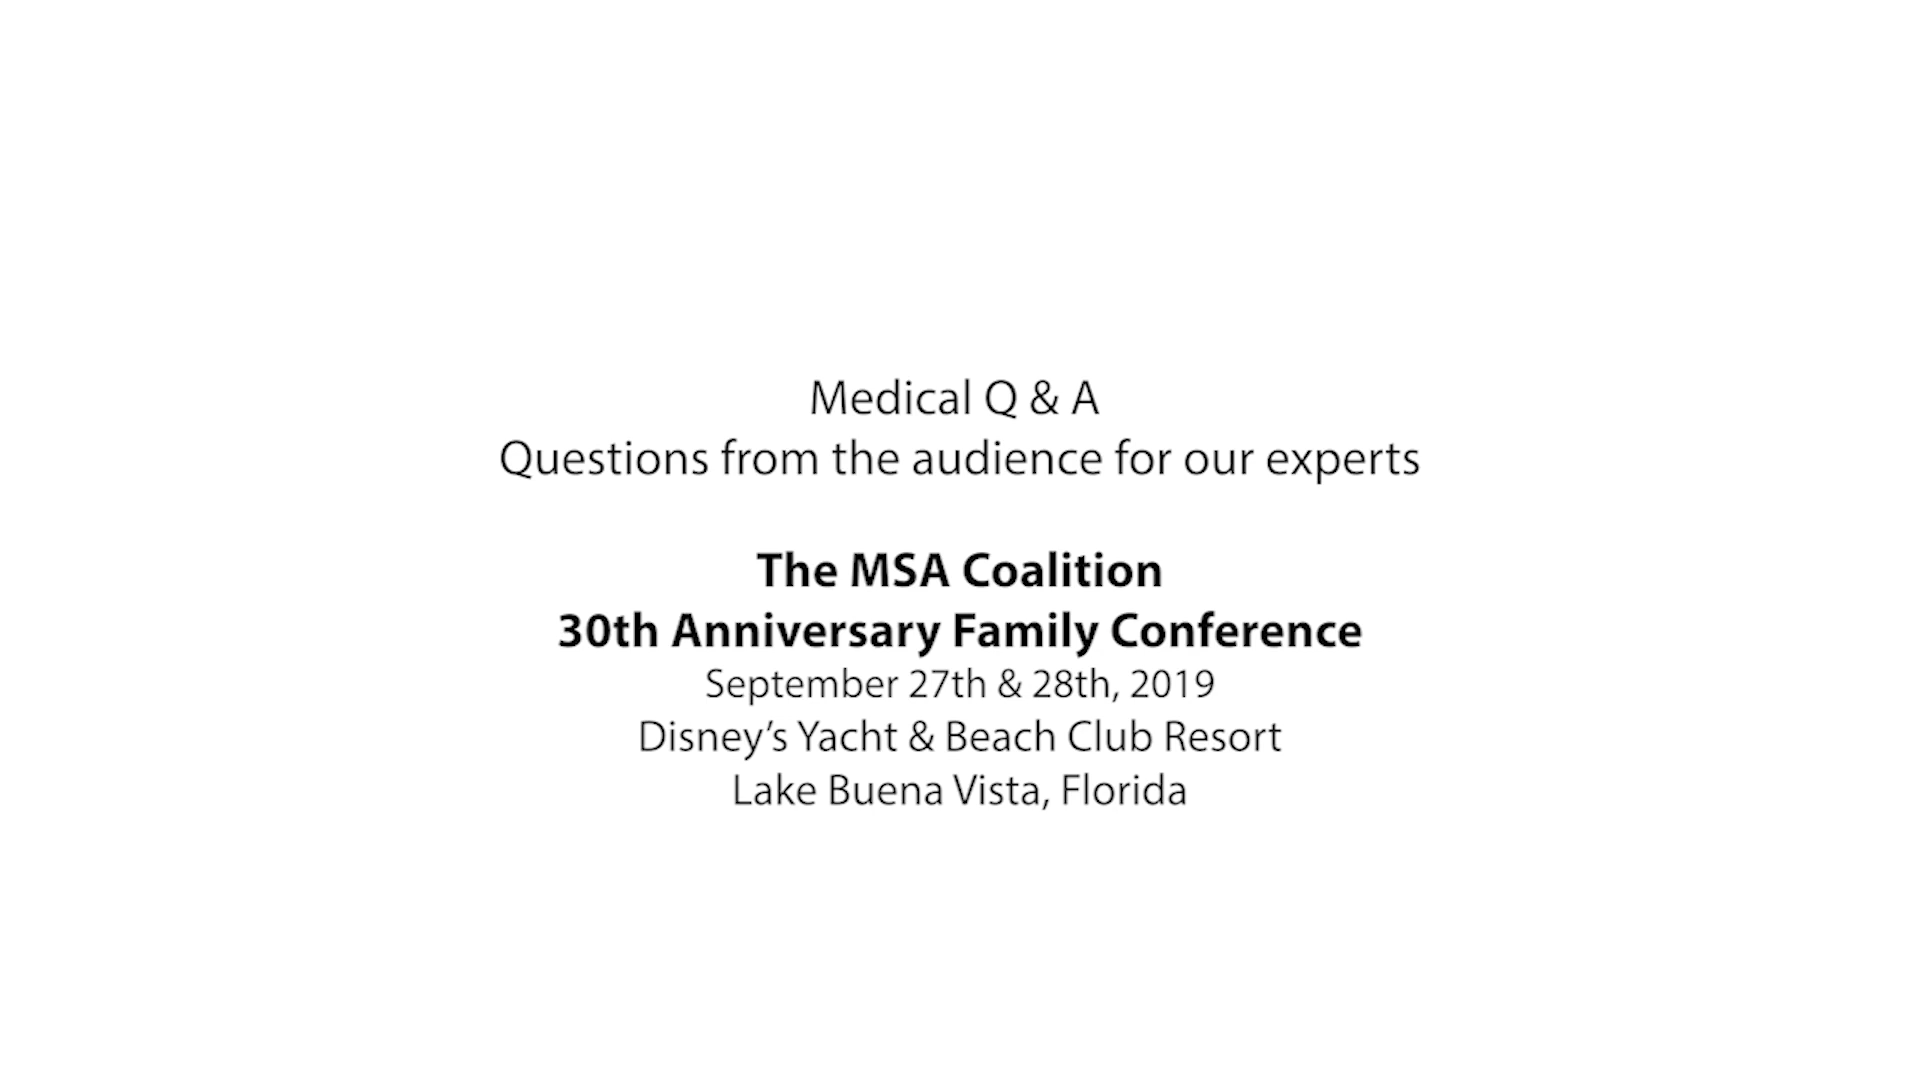 Medical Q & A
Questions from the audience for our experts
The MSA Coalition
30th Anniversary Family Conference
September 27th & 28th, 2019
Disney’s Yacht & Beach Club Resort
Lake Buena Vista, Florida